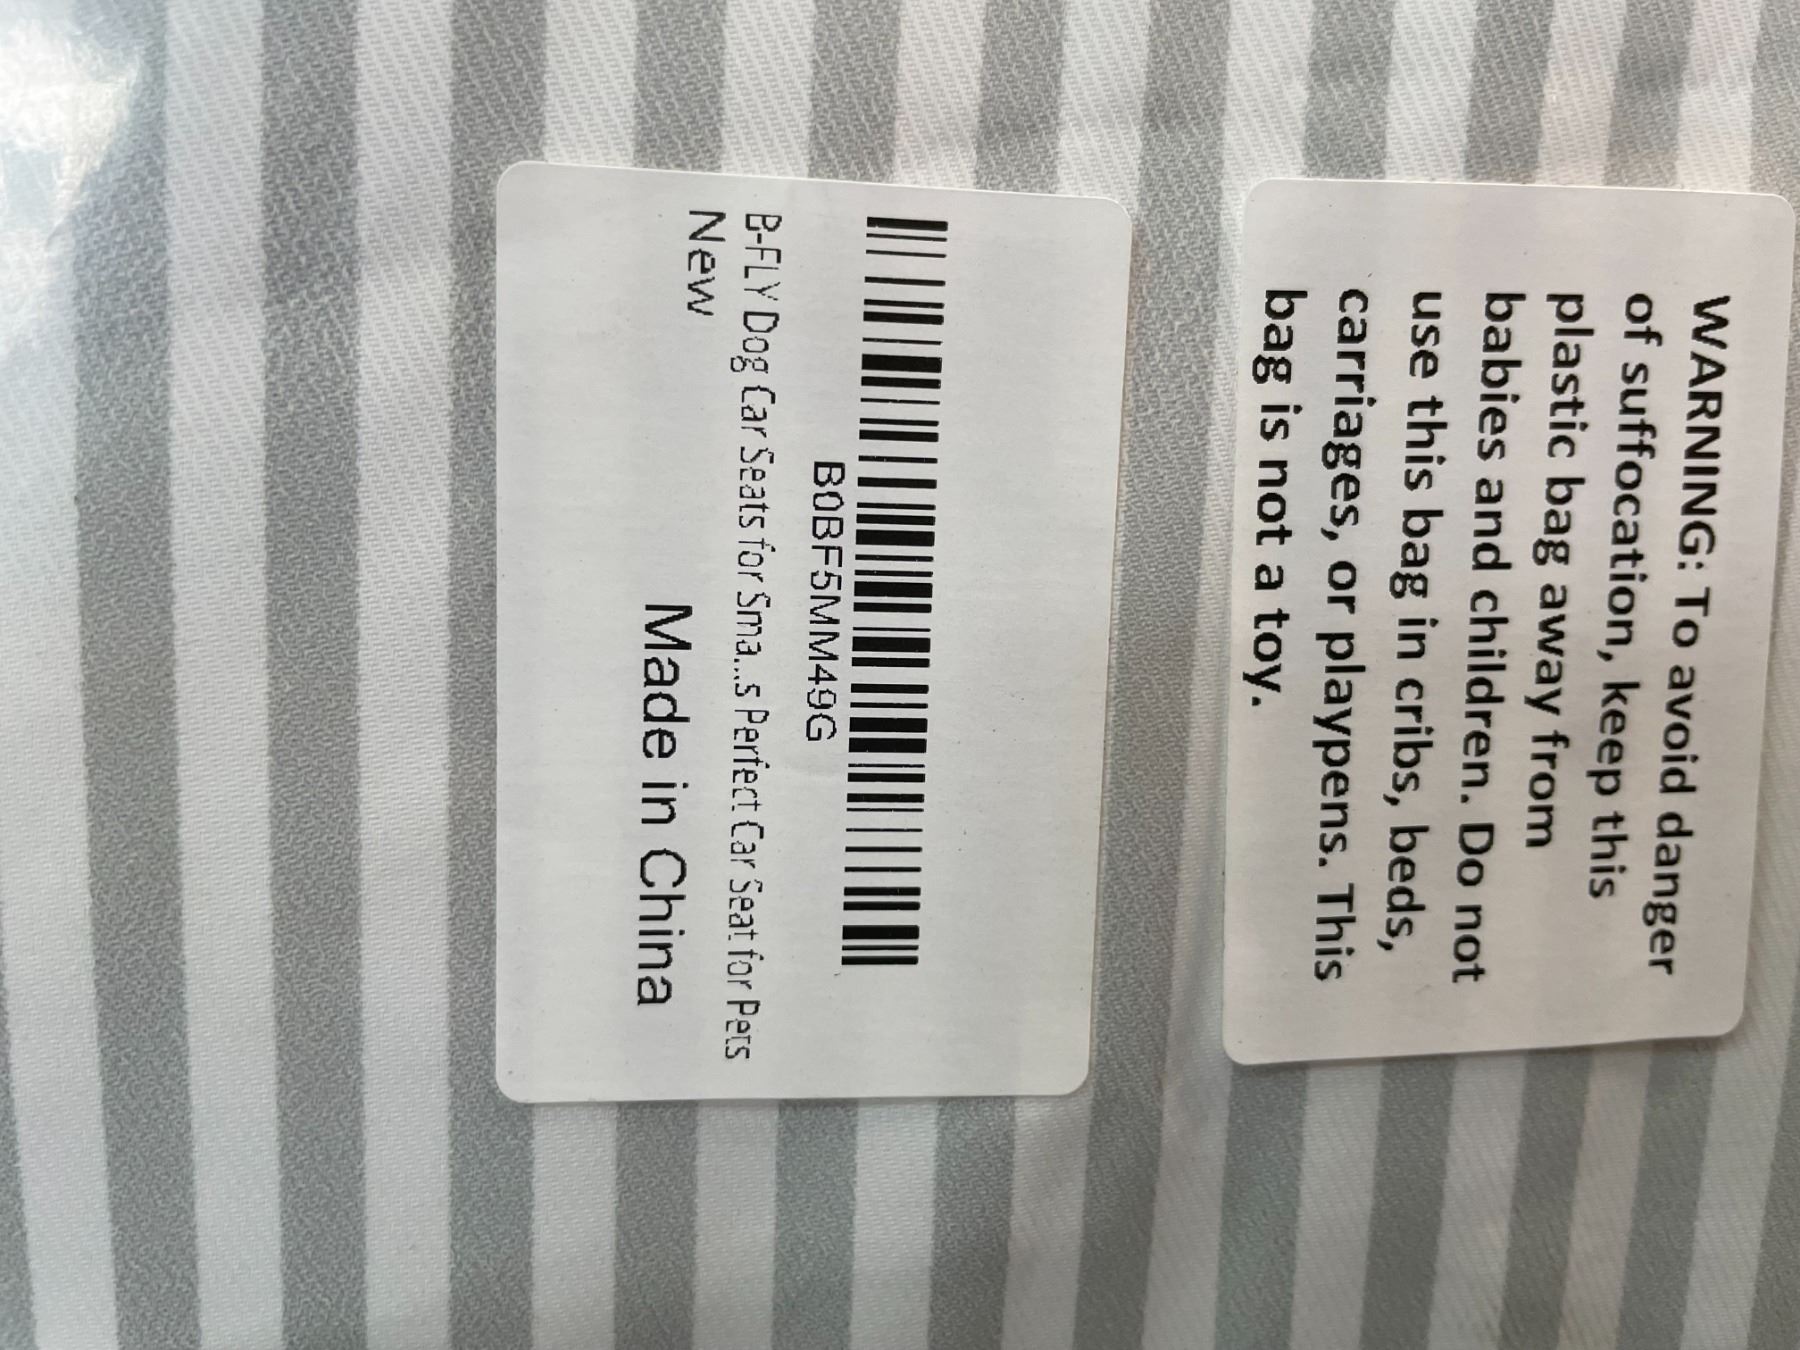 WARNING: To avoid danger
of suffocation, keep this
plastic bag away from
babies and children. Do not
use this bag in cribs, beds,
carriages, or playpens. This
bag is not a toy.
B0BF5MM49G
B-FLY Dog Car Seats for Sma...s Perfect Car Seat for Pets
New
Made in China